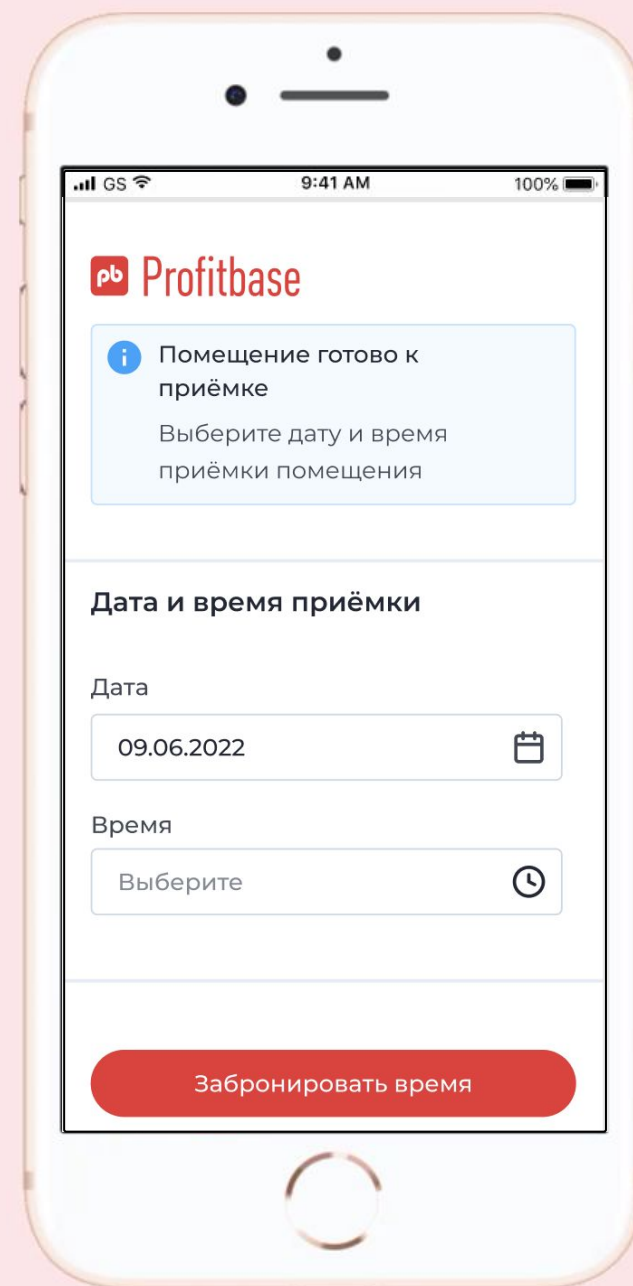 GS 9:41 AM 100%
pb Profitbase
Помещение готово к
приёмке
Выберите дату и время
приёмки помещения
Дата и время приёмки
Дата
09.06.2022
Время
Выберите
Забронировать время